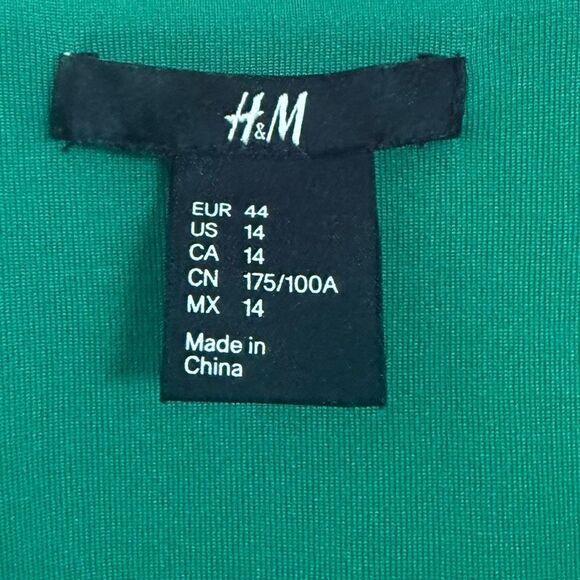 H&M
EUR 44
US 14
CA 14
CN 175/100A
MX 14
Made in
China